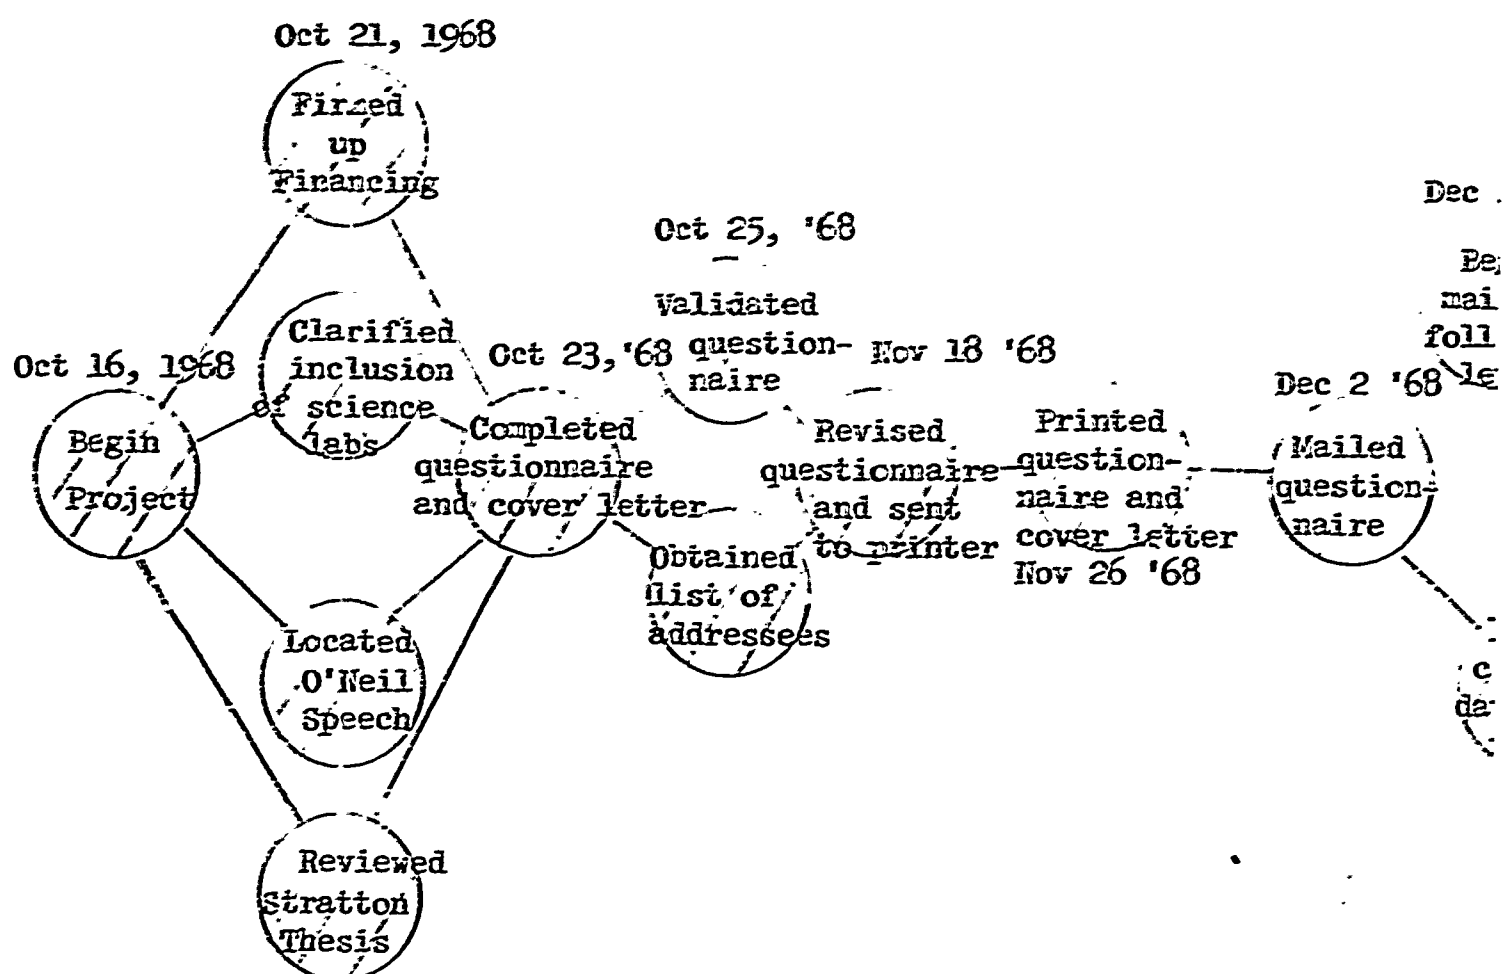 Oct 21, 1968
Firmed
up
Financing
Oct 16, 1968
Begin
Project
Clarified
inclusion
of science
labs
Located
O'Neil
Speech
Reviewed
Stratton
Thesis
Oct 23, '68
Completed
questionnaire
and cover letter
Oct 25, '68
Validated
question-
naire
Obtained
list of
addressees
Nov 18 '68
Revised
questionnaire
and sent
to printer
Printed
question-
naire and
cover letter
Nov 26 '68
Dec 2 '68
Mailed
question-
naire
Dec